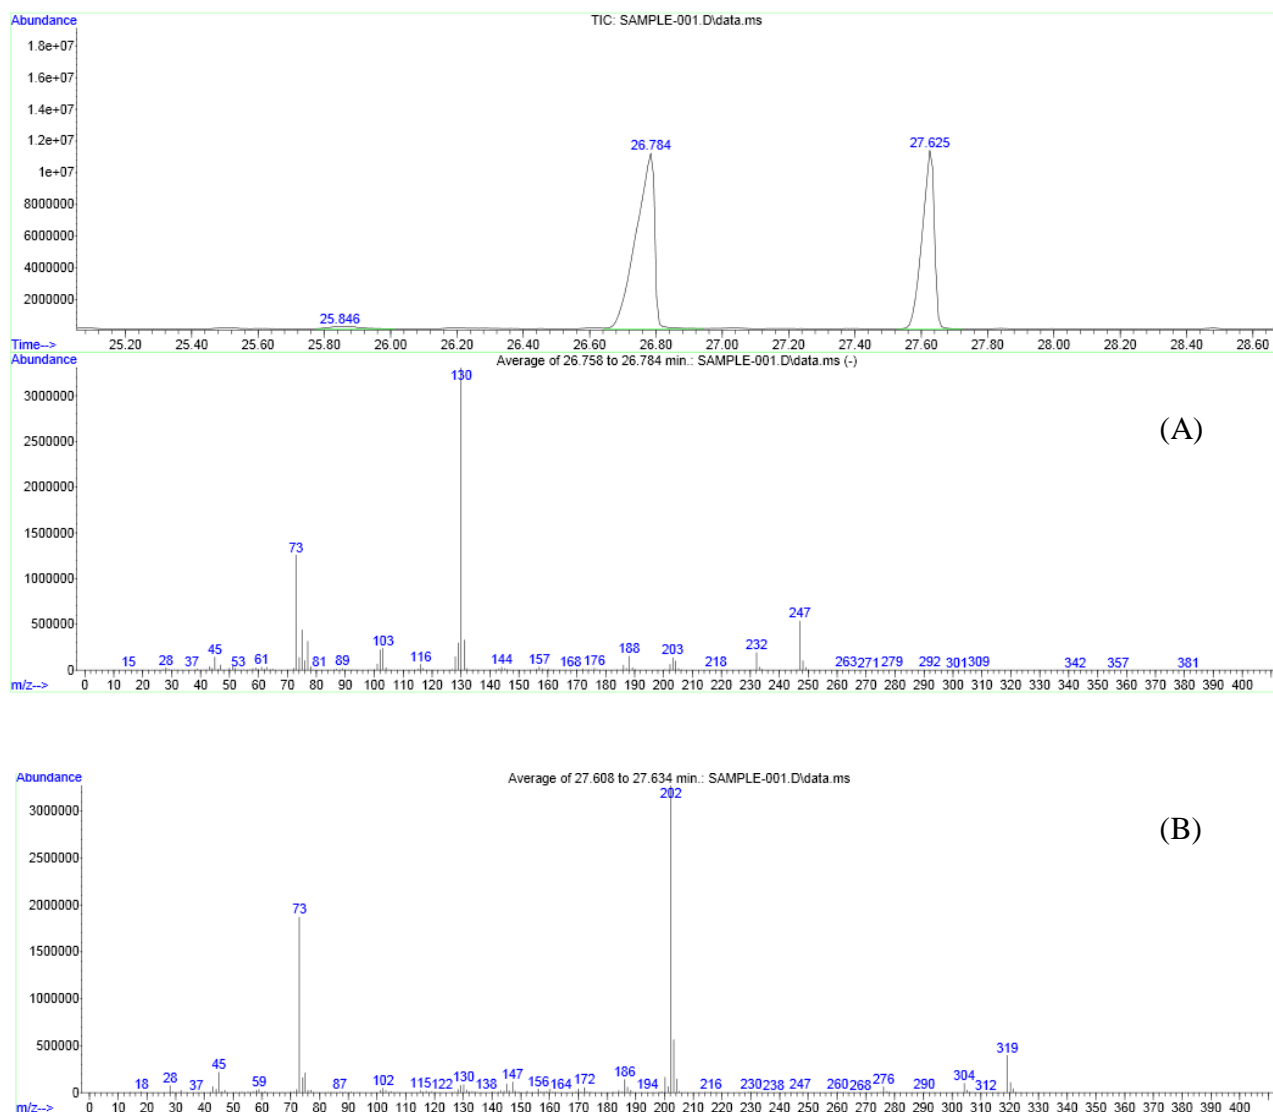 Abundance
TIC: SAMPLE-001.D\data.ms
1.8e+07
1.6e+07
1.4e+07
1.2e+07
1e+07
8000000
6000000
4000000
2000000
26.784
27.625
25.846
25.20 25.40 25.60 25.80 26.00 26.20 26.40 26.60 26.80 27.00 27.20 27.40 27.60 27.80 28.00 28.20 28.40 28.60
Time-->
Abundance
Average of 26.758 to 26.784 min.: SAMPLE-001.D\data.ms (-)
(A)
3000000
2500000
2000000
1500000
1000000
500000
0
130
73
247
232
45 103 188 203
15 28 37 53 61 81 89 116 144 157 168 176 218 263 271 279 292 301 309 342 357 381
0 10 20 30 40 50 60 70 80 90 100 110 120 130 140 150 160 170 180 190 200 210 220 230 240 250 260 270 280 290 300 310 320 330 340 350 360 370 380 390 400
m/z-->
Abundance
Average of 27.608 to 27.634 min.: SAMPLE-001.D\data.ms
(B)
3000000
2500000
2000000
1500000
1000000
500000
0
202
73
319
45 147 186
18 28 37 59 87 102 115 122 130 138 156 164 172 194 216 230 238 247 260 268 276 290 304 312
0 10 20 30 40 50 60 70 80 90 100 110 120 130 140 150 160 170 180 190 200 210 220 230 240 250 260 270 280 290 300 310 320 330 340 350 360 370 380 390 400
m/z-->